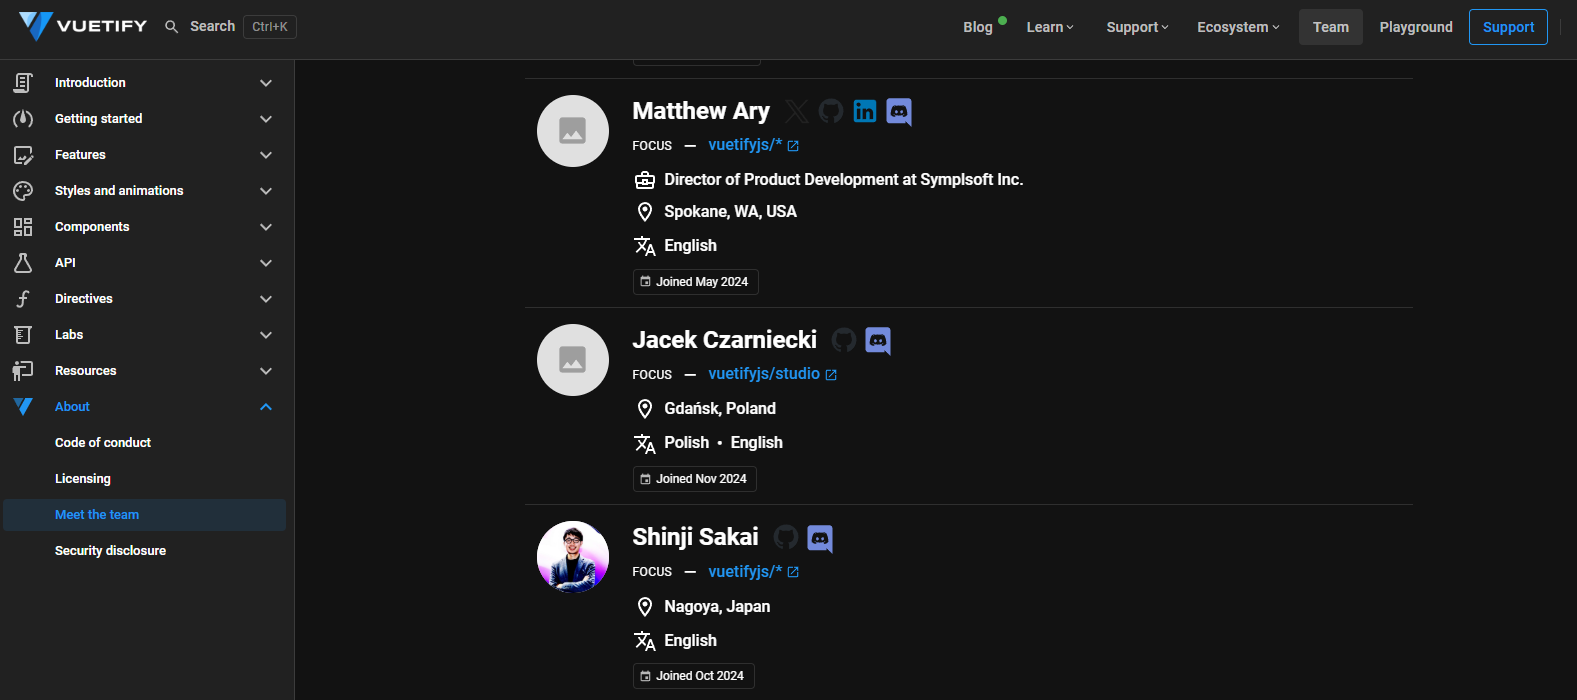 VUETIFY
Search Ctrl+K
Blog Learn Support Ecosystem Team Playground Support
Introduction
Getting started
Features
Styles and animations
Components
API
Directives
Labs
Resources
About
Code of conduct
Licensing
Meet the team
Security disclosure
Matthew Ary
FOCUS — vuetifyjs/*
Director of Product Development at Symplsoft Inc.
Spokane, WA, USA
English
Joined May 2024
Jacek Czarniecki
FOCUS — vuetifyjs/studio
Gdańsk, Poland
Polish • English
Joined Nov 2024
Shinji Sakai
FOCUS — vuetifyjs/*
Nagoya, Japan
English
Joined Oct 2024